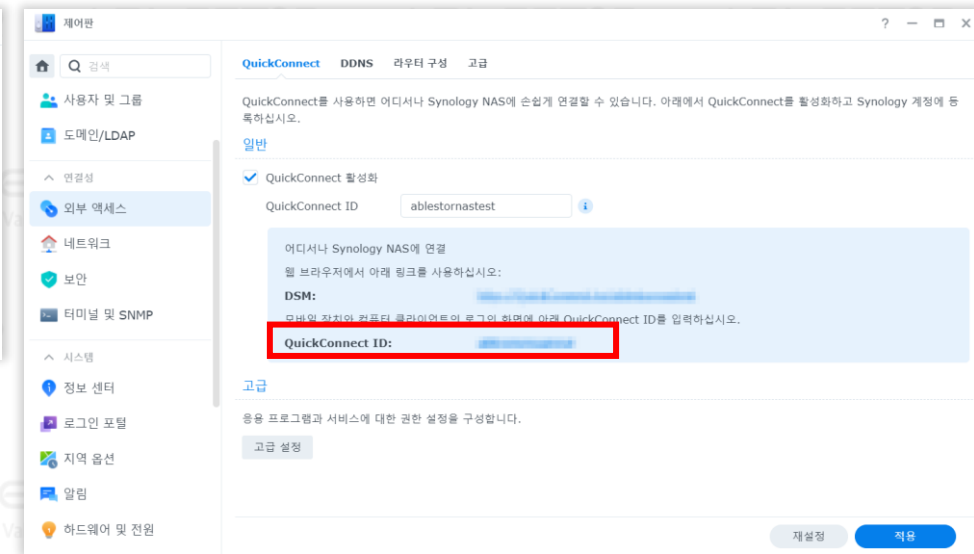 제어판
검색
사용자 및 그룹
도메인/LDAP
연결성
외부 액세스
네트워크
보안
터미널 및 SNMP
시스템
정보 센터
로그인 포털
지역 옵션
알림
하드웨어 및 전원
QuickConnect DDNS 라우터 구성 고급
QuickConnect를 사용하면 어디서나 Synology NAS에 손쉽게 연결할 수 있습니다. 아래에서 QuickConnect를 활성화하고 Synology 계정에 등
록하십시오.
일반
QuickConnect 활성화
QuickConnect ID ablestornastest
어디서나 Synology NAS에 연결
웹 브라우저에서 아래 링크를 사용하십시오:
DSM:
모바일 장치와 컴퓨터 클라이언트의 로그인 화면에 아래 QuickConnect ID를 입력하십시오.
QuickConnect ID:
고급
응용 프로그램과 서비스에 대한 권한 설정을 구성합니다.
고급 설정
재설정 적용